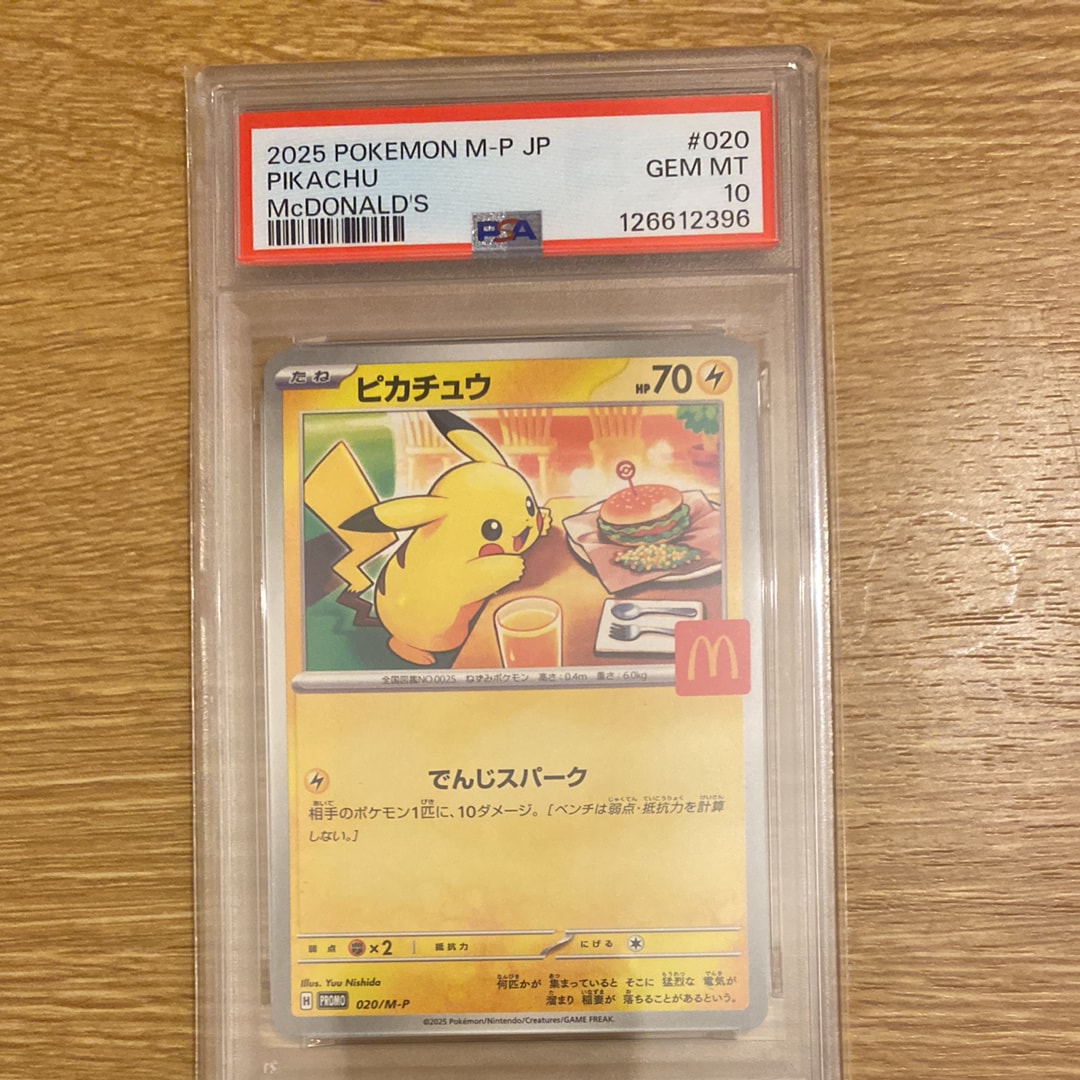 2025 POKEMON M-P JP #020
PIKACHU GEM MT
McDONALD'S 10
PSA 126612396
たね ピカチュウ HP70
全国図鑑NO.0025 ねずみポケモン 高さ:0.4m 重さ:6.0kg
でんじスパーク
相手のポケモン1匹に、10ダメージ。[ベンチは弱点・抵抗力を計算
しない。]
弱点 ×2 抵抗力 にげる
Illus. Yuu Nishida
何匹かが 集まっていると そこに 猛烈な 電気が
溜まり 稲妻が 落ちることがあるという。
H PROMO 020/M-P
©2025 Pokémon/Nintendo/Creatures/GAME FREAK.